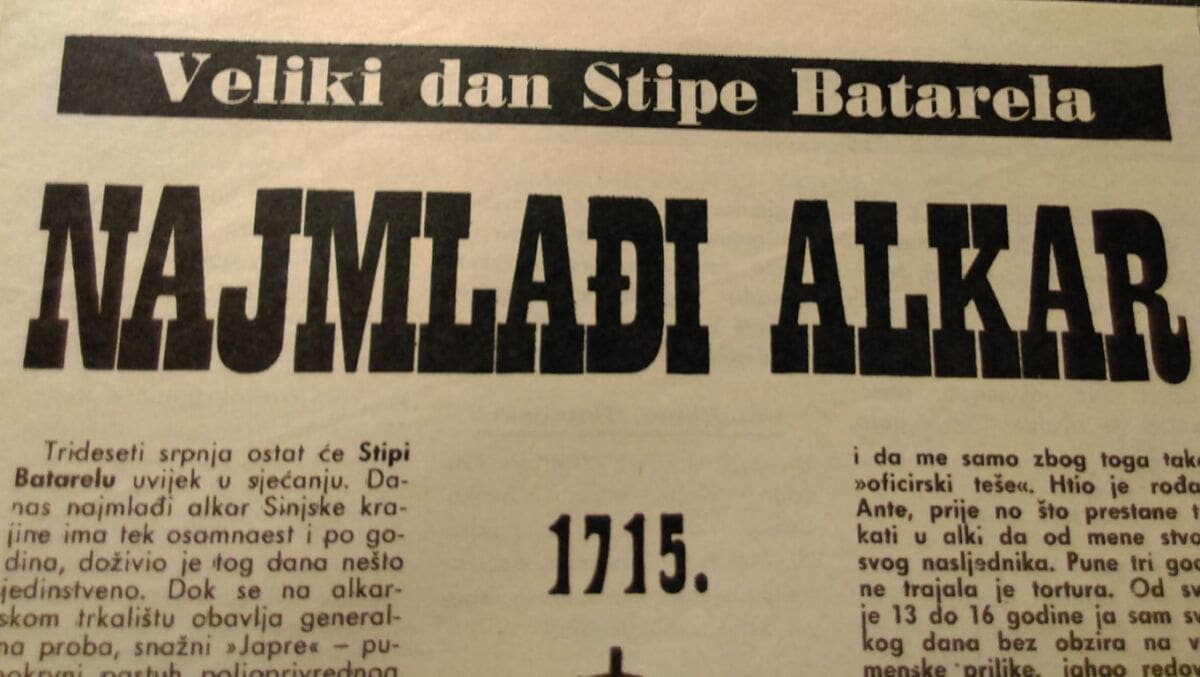 Veliki dan Stipe Batarela
NAJMLAĐI ALKAR
Trideseti srpnja ostat će Stipi
Batarelu uvijek u sjećanju. Da-
nas najmlađi alkar Sinjske kra-
jine ima tek osamnaest i po go-
dina, doživio je tog dana nešto
jedinstveno. Dok se na alkar-
skom trkalištu obavlja general-
na proba, snažni »Japre« – pu-
pastuh poljoprivrednog
1715.
i da me samo zbog toga tako
»oficirski teše«. Htio je rođa
Ante, prije no što prestane t
kati u alki da od mene stvo
svog nasljednika. Pune tri god
ne trajala je tortura. Od sv
je 13 do 16 godine ja sam sv
kog dana bez obzira na v
menske prilike, jahao redov